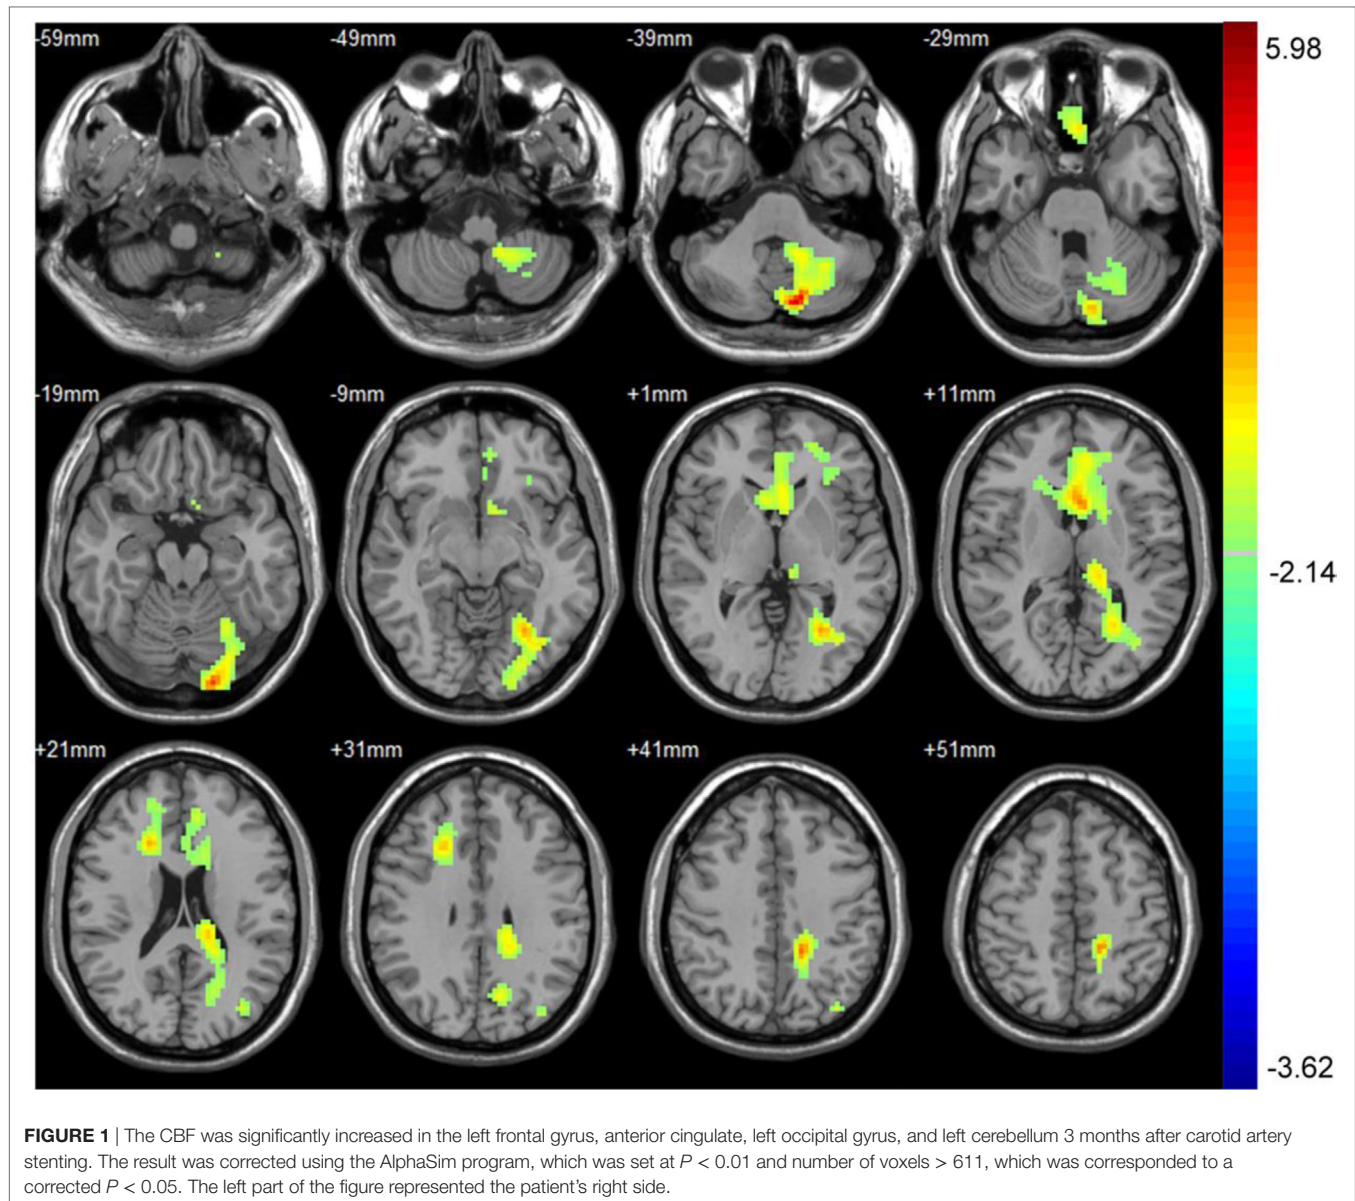 -59mm -49mm -39mm -29mm
5.98
-19mm -9mm +1mm +11mm
-2.14
+21mm +31mm +41mm +51mm
-3.62
FIGURE 1 | The CBF was significantly increased in the left frontal gyrus, anterior cingulate, left occipital gyrus, and left cerebellum 3 months after carotid artery
stenting. The result was corrected using the AlphaSim program, which was set at P < 0.01 and number of voxels > 611, which was corresponded to a
corrected P < 0.05. The left part of the figure represented the patient's right side.